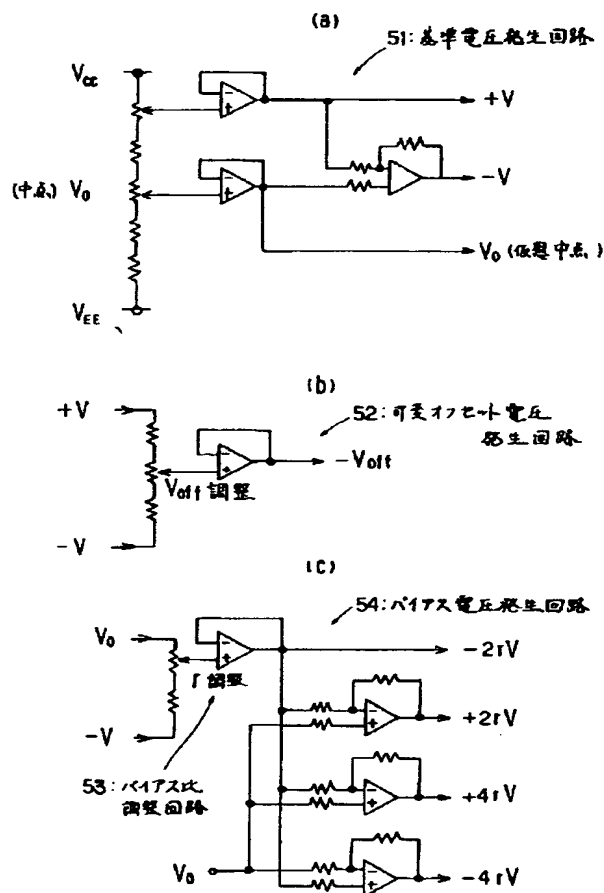 (a)
51:基準電圧発生回路
VCC
+V
(中点) V0
-V
V0 (仮想中点)
VEE
(b)
+V
52:可変オフセット電圧
発生回路
-Voff
Voff 調整
-V
(c)
54:バイアス電圧発生回路
V0
-2rV
r 調整
+2rV
-V
53:バイアス比
調整回路
+4rV
V0
-4rV